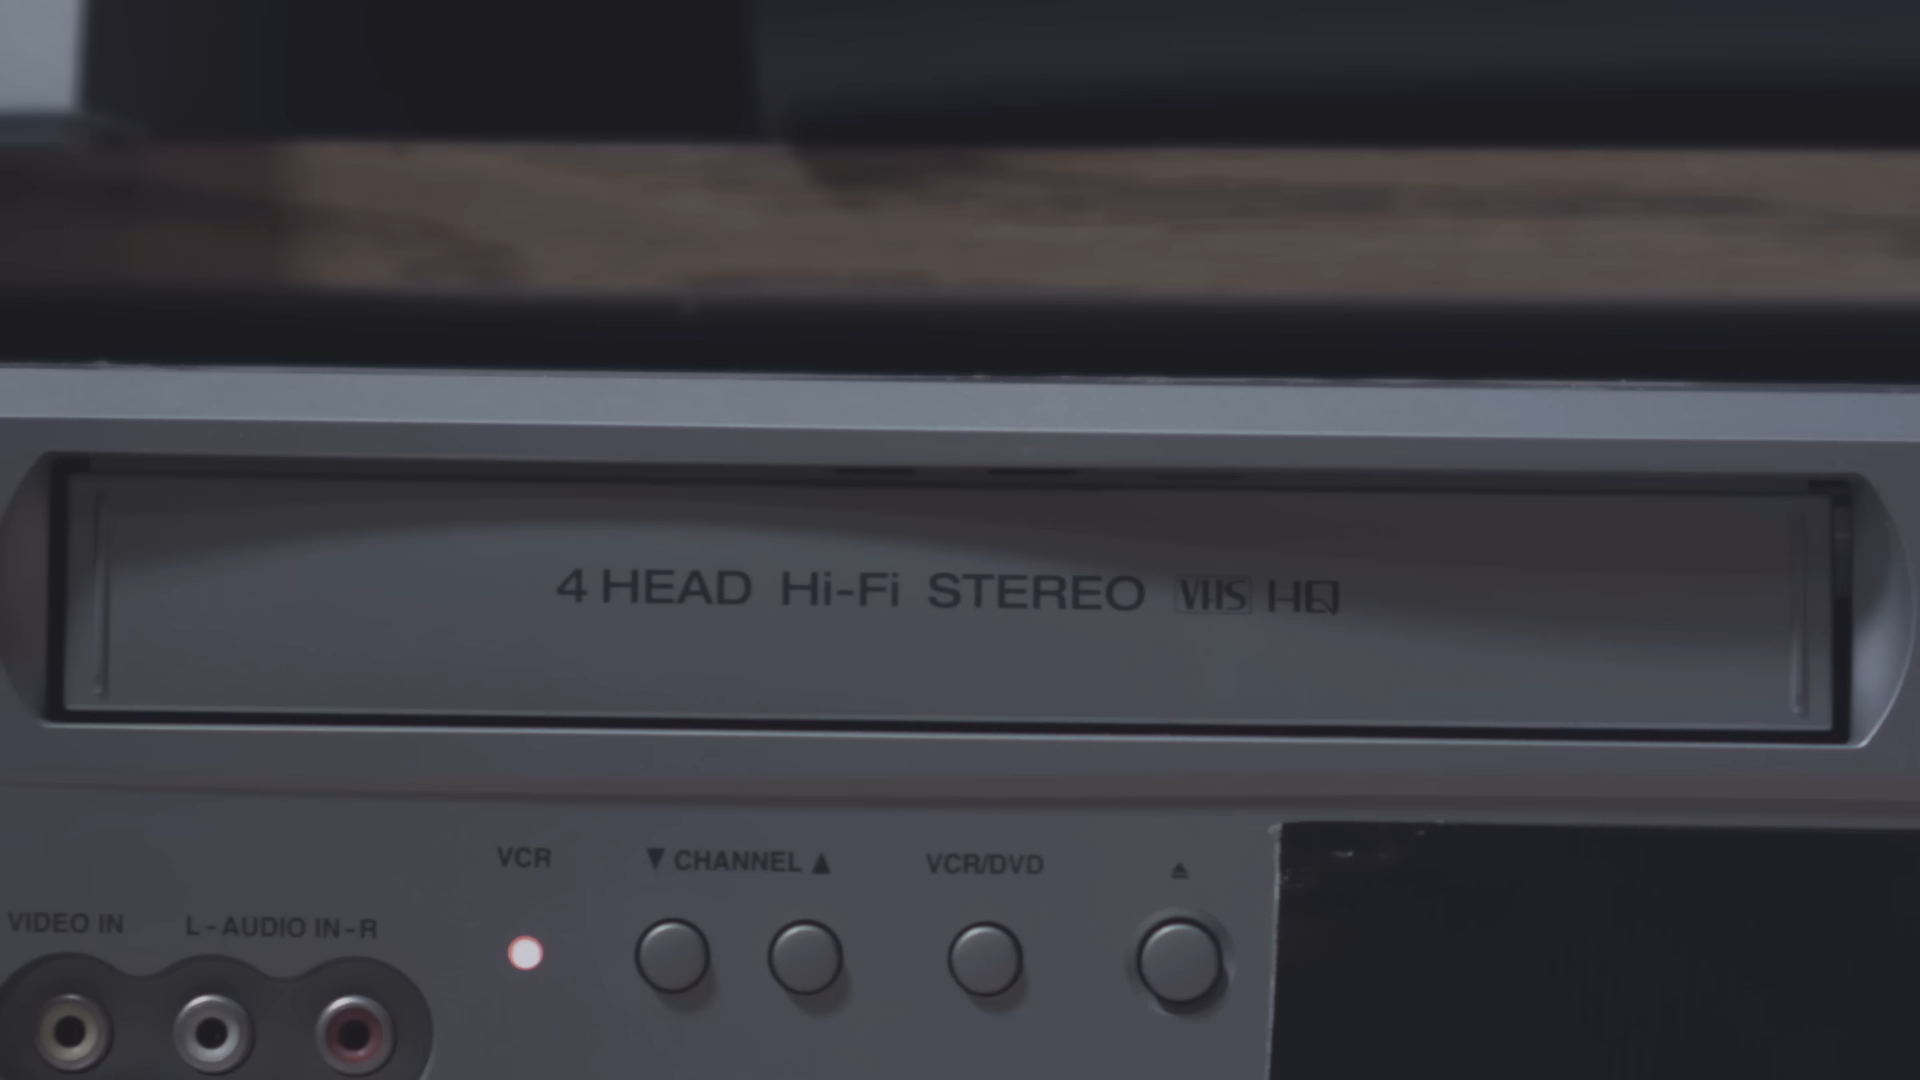 4 HEAD Hi-Fi STEREO VHS HQ
VCR ▼ CHANNEL ▲ VCR/DVD
VIDEO IN L - AUDIO IN - R